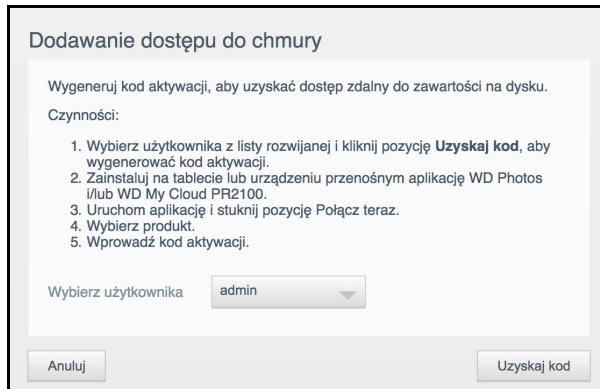 Dodawanie dostępu do chmury
Wygeneruj kod aktywacji, aby uzyskać dostęp zdalny do zawartości na dysku.
Czynności:
1. Wybierz użytkownika z listy rozwijanej i kliknij pozycję Uzyskaj kod, aby
wygenerować kod aktywacji.
2. Zainstaluj na tablecie lub urządzeniu przenośnym aplikację WD Photos
i/lub WD My Cloud PR2100.
3. Uruchom aplikację i stuknij pozycję Połącz teraz.
4. Wybierz produkt.
5. Wprowadź kod aktywacji.
Wybierz użytkownika admin
Anuluj Uzyskaj kod